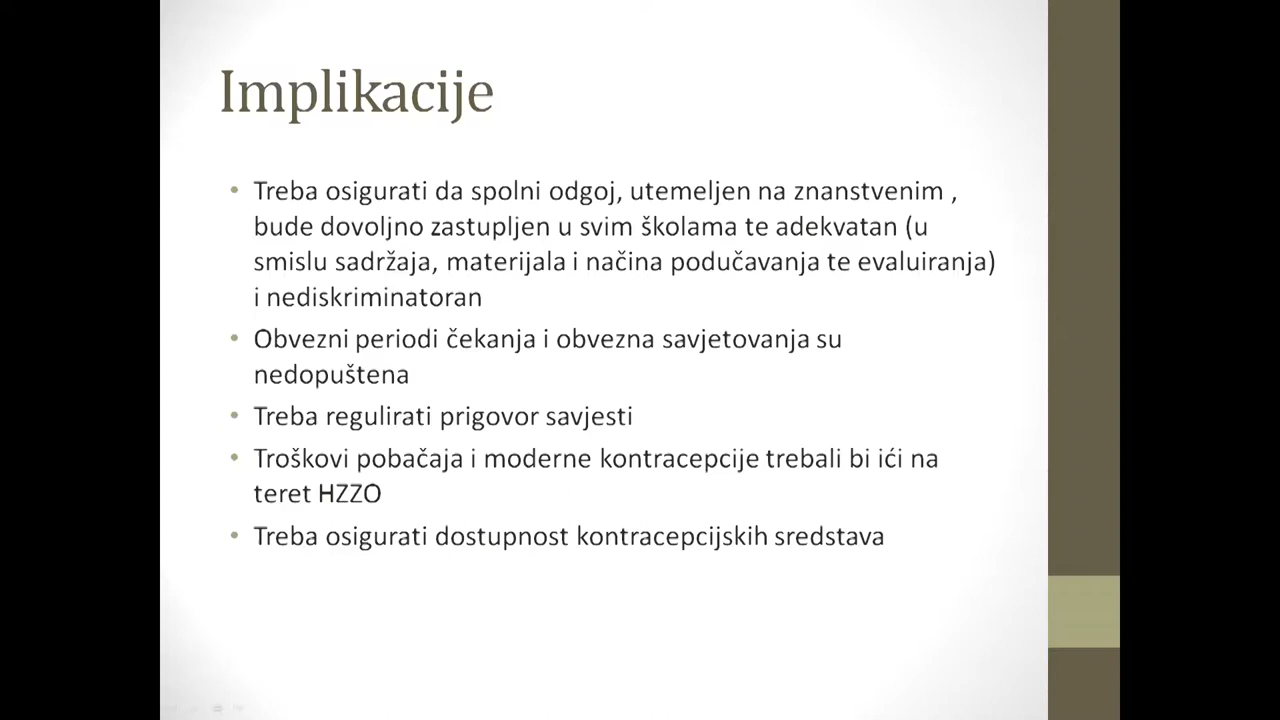 Implikacije
• Treba osigurati da spolni odgoj, utemeljen na znanstvenim ,
bude dovoljno zastupljen u svim školama te adekvatan (u
smislu sadržaja, materijala i načina podučavanja te evaluiranja)
i nediskriminatoran
• Obvezni periodi čekanja i obvezna savjetovanja su
nedopuštena
• Treba regulirati prigovor savjesti
• Troškovi pobačaja i moderne kontracepcije trebali bi ići na
teret HZZO
• Treba osigurati dostupnost kontracepcijskih sredstava